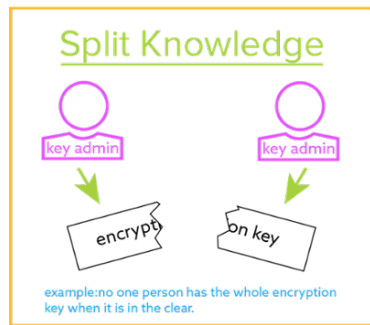 Split Knowledge
key admin
key admin
encrypti
on key
example:no one person has the whole encryption
key when it is in the clear.